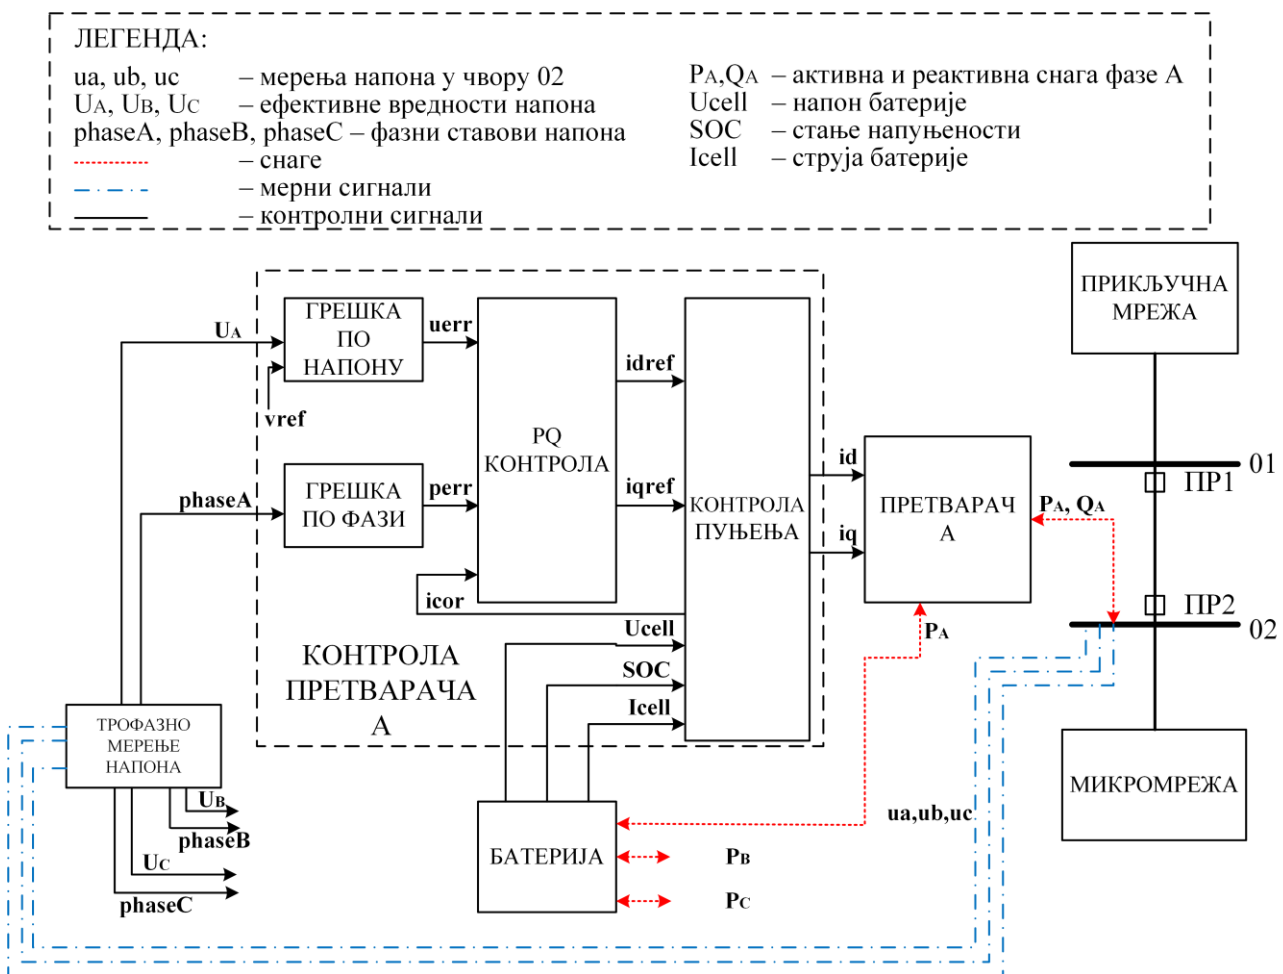 ЛЕГЕНДА:
ua, ub, uc – мерења напона у чвору 02
UA, UB, UC – ефективне вредности напона
phaseA, phaseB, phaseC – фазни ставови напона
– снаге
– мерни сигнали
– контролни сигнали
PA,QA – активна и реактивна снага фазе А
Ucell – напон батерије
SOC – стање напуњености
Icell – струја батерије
ПРИКЉУЧНА
МРЕЖА
UA
ГРЕШКА
ПО
НАПОНУ
uerr
vref
idref
PQ
КОНТРОЛА
phaseA
ГРЕШКА
ПО ФАЗИ
perr
iqref
icor
КОНТРОЛА
ПУЊЕЊА
id
iq
ПРЕТВАРАЧ
А
PA, QA
01
ПР1
ПР2
02
Ucell
SOC
Icell
КОНТРОЛА
ПРЕТВАРАЧА
А
PA
ТРОФАЗНО
МЕРЕЊЕ
НАПОНА
UB
phaseB
UC
phaseC
БАТЕРИЈА
PB
PC
ua,ub,uc
МИКРОМРЕЖА